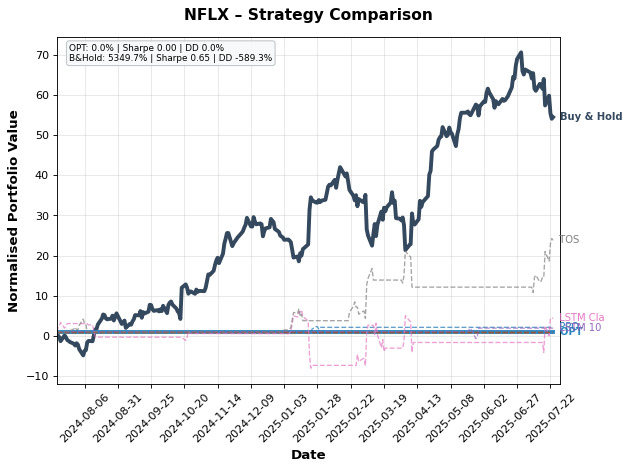 NFLX – Strategy Comparison
OPT: 0.0% | Sharpe 0.00 | DD 0.0%
B&Hold: 5349.7% | Sharpe 0.65 | DD -589.3%
Normalised Portfolio Value
70
60
50
40
30
20
10
0
−10
Buy & Hold
TOS
LSTM Cla
10
OPT
2024-08-06
2024-08-31
2024-09-25
2024-10-20
2024-11-14
2024-12-09
2025-01-03
2025-01-28
2025-02-22
2025-03-19
2025-04-13
2025-05-08
2025-06-02
2025-06-27
2025-07-22
Date